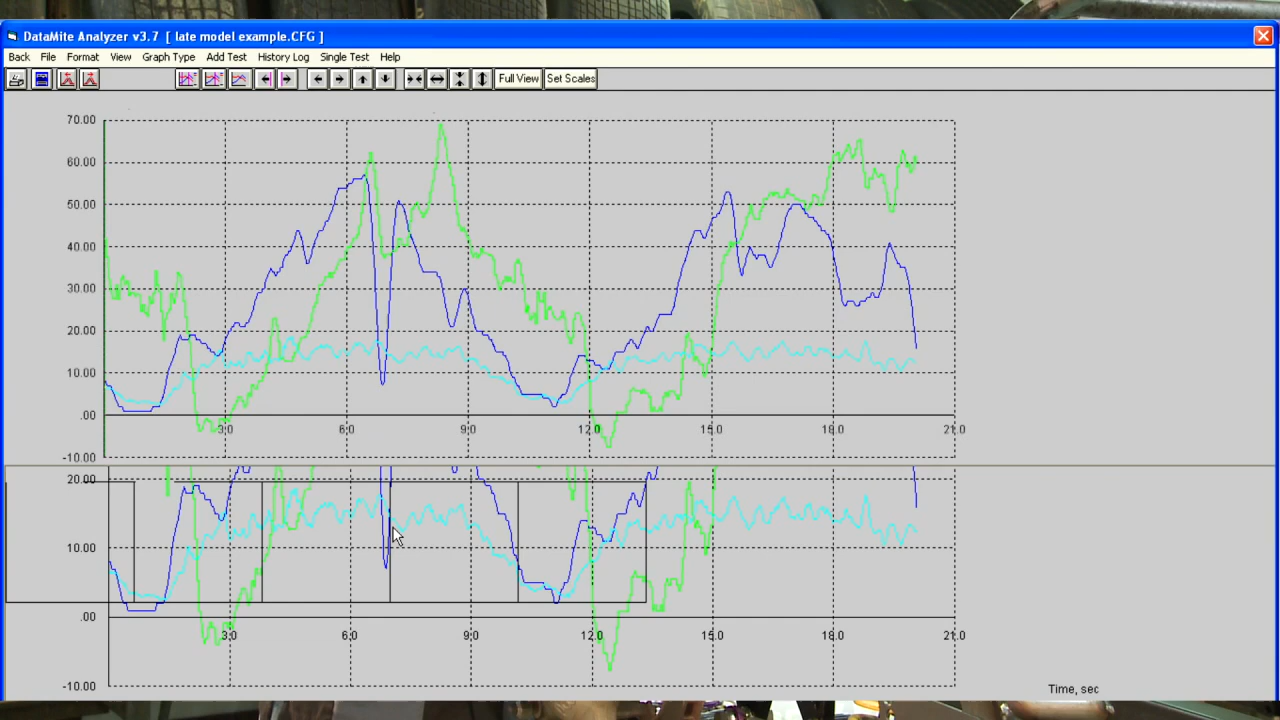 DataMite Analyzer v3.7 [ late model example.CFG ]
Back File Format View Graph Type Add Test History Log Single Test Help
Full View Set Scales
70.00
60.00
50.00
40.00
30.00
20.00
10.00
.00
3.0 6.0 9.0 12.0 15.0 18.0 21.0
-10.00
20.00
10.00
.00
3.0 6.0 9.0 12.0 15.0 18.0 21.0
-10.00
Time, sec